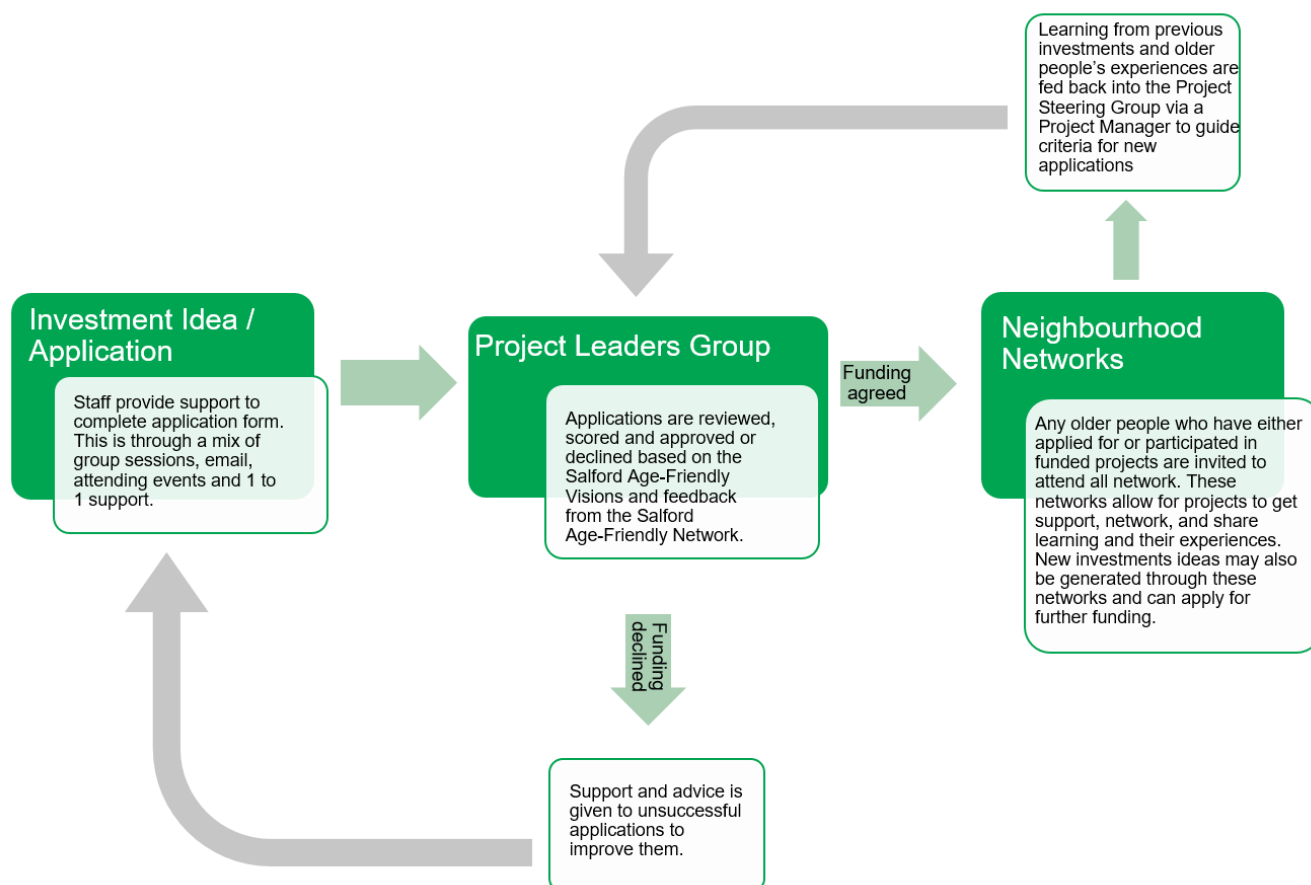 Learning from previous
investments and older
people’s experiences are
fed back into the Project
Steering Group via a
Project Manager to guide
criteria for new
applications
Investment Idea /
Application
Staff provide support to
complete application form.
This is through a mix of
group sessions, email,
attending events and 1 to
1 support.
Project Leaders Group
Applications are reviewed,
scored and approved or
declined based on the
Salford Age-Friendly
Visions and feedback
from the Salford
Age-Friendly Network.
Funding
agreed
Neighbourhood
Networks
Any older people who have either
applied for or participated in
funded projects are invited to
attend all network. These
networks allow for projects to get
support, network, and share
learning and their experiences.
New investments ideas may also
be generated through these
networks and can apply for
further funding.
Funding
declined
Support and advice is
given to unsuccessful
applications to
improve them.